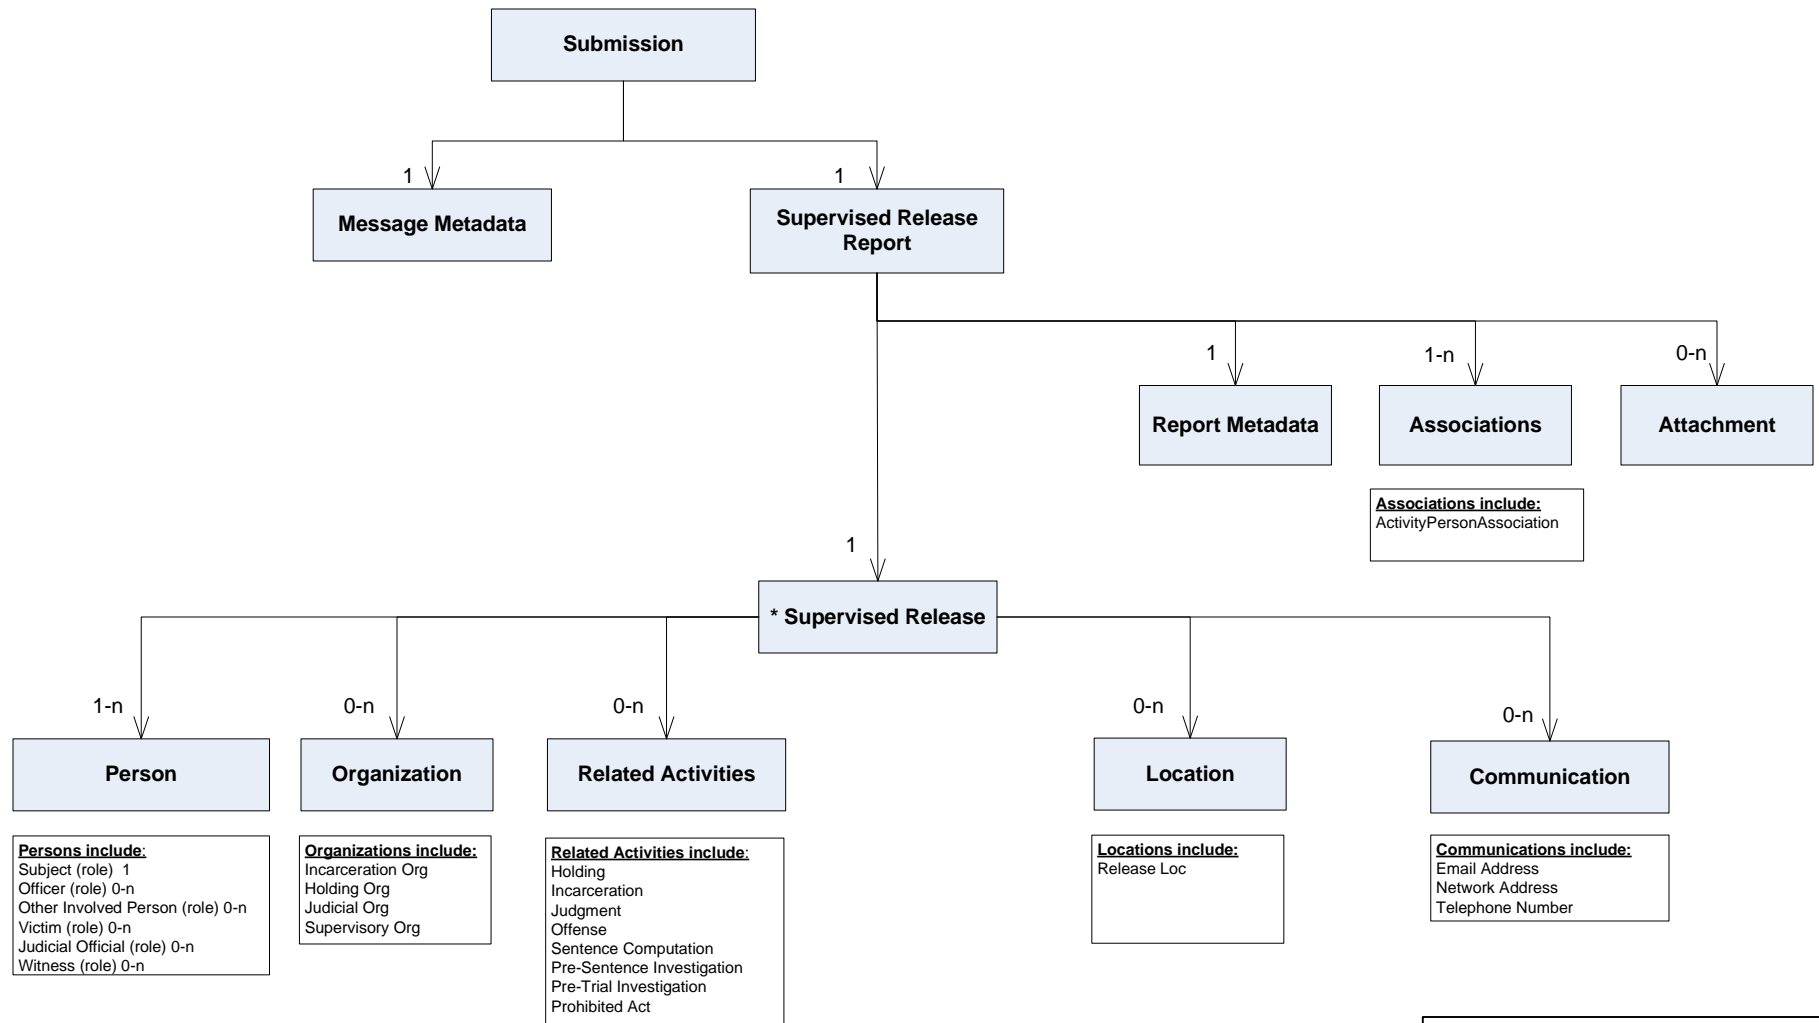 Submission
1
1
Message Metadata
Supervised Release
Report
1
1-n
0-n
Report Metadata
Associations
Attachment
Associations include:
ActivityPersonAssociation
1
* Supervised Release
1-n
0-n
0-n
0-n
0-n
Person
Organization
Related Activities
Location
Communication
Persons include:
Subject (role)  1
Officer (role) 0-n
Other Involved Person (role) 0-n
Victim (role) 0-n
Judicial Official (role) 0-n
Witness (role) 0-n
Organizations include:
Incarceration Org
Holding Org
Judicial Org
Supervisory Org
Related Activities include:
Holding
Incarceration
Judgment
Offense
Sentence Computation
Pre-Sentence Investigation
Pre-Trial Investigation
Prohibited Act
Locations include:
Release Loc
Communications include:
Email Address
Network Address
Telephone Number